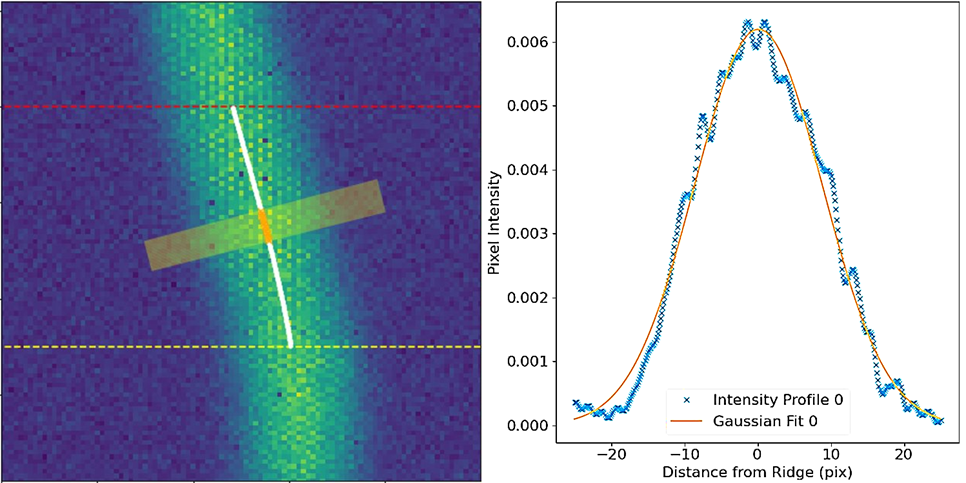 0.006
0.005
0.004
0.003
0.002
0.001
0.000
Pixel Intensity
Intensity Profile 0
Gaussian Fit 0
−20 −10 0 10 20
Distance from Ridge (pix)